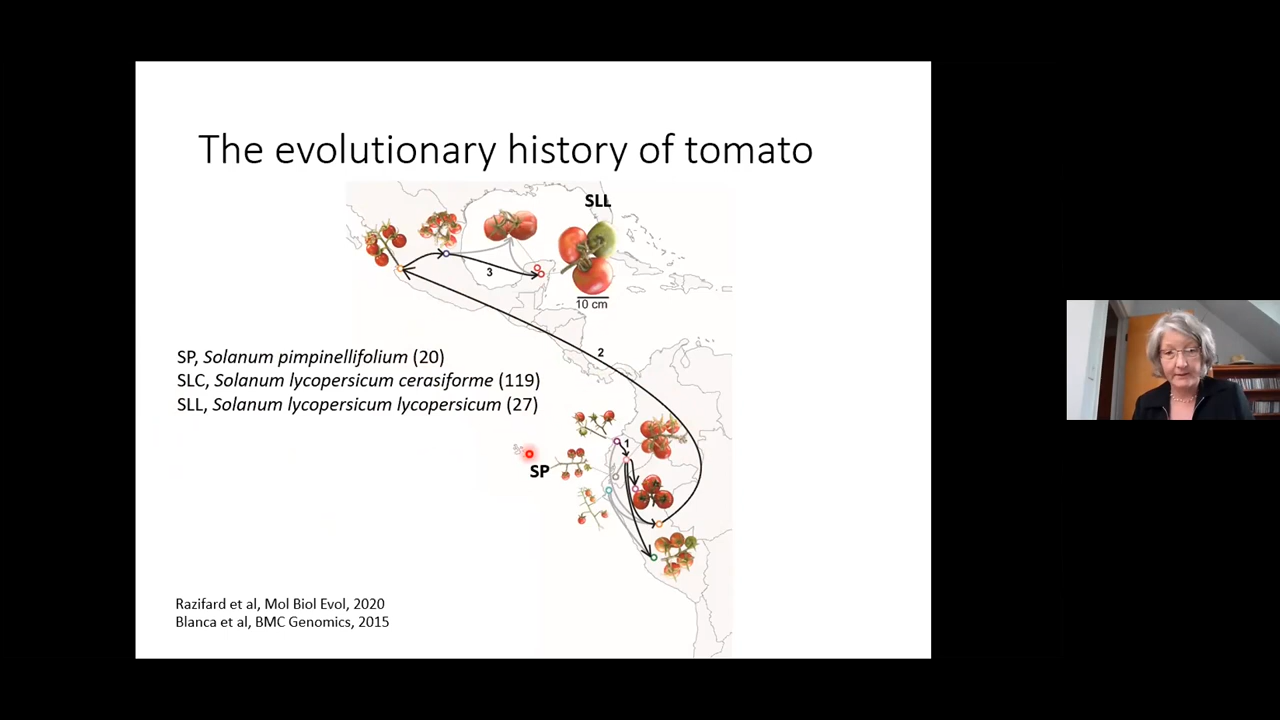 The evolutionary history of tomato
SLL
3
10 cm
2
SP, Solanum pimpinellifolium (20)
SLC, Solanum lycopersicum cerasiforme (119)
SLL, Solanum lycopersicum lycopersicum (27)
1
SP
Razifard et al, Mol Biol Evol, 2020
Blanca et al, BMC Genomics, 2015